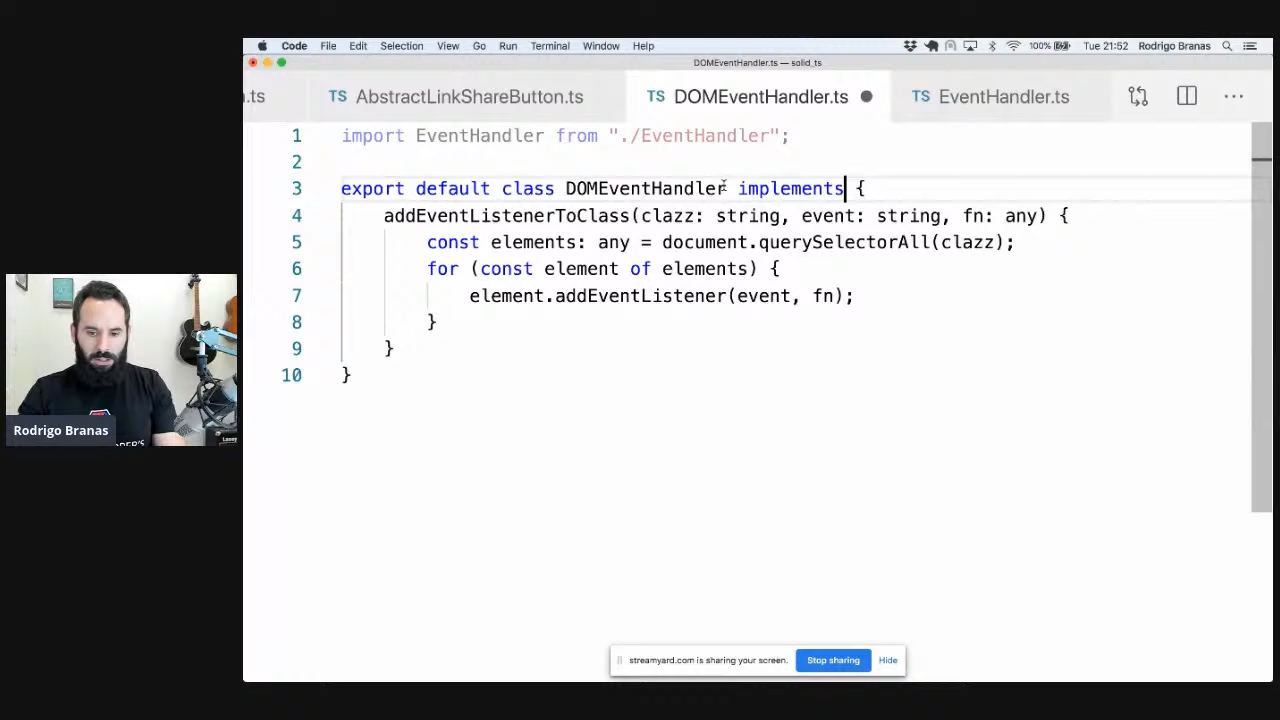 Code File Edit Selection View Go Run Terminal Window Help 100% Tue 21:52 Rodrigo Branas
DOMEventHandler.ts — solid_ts
n.ts TS AbstractLinkShareButton.ts TS DOMEventHandler.ts TS EventHandler.ts
1 import EventHandler from "./EventHandler";
2
3 export default class DOMEventHandler implements {
4 addEventListenerToClass(clazz: string, event: string, fn: any) {
5 const elements: any = document.querySelectorAll(clazz);
6 for (const element of elements) {
7 element.addEventListener(event, fn);
8 }
9 }
10 }
Rodrigo Branas
streamyard.com is sharing your screen. Stop sharing Hide